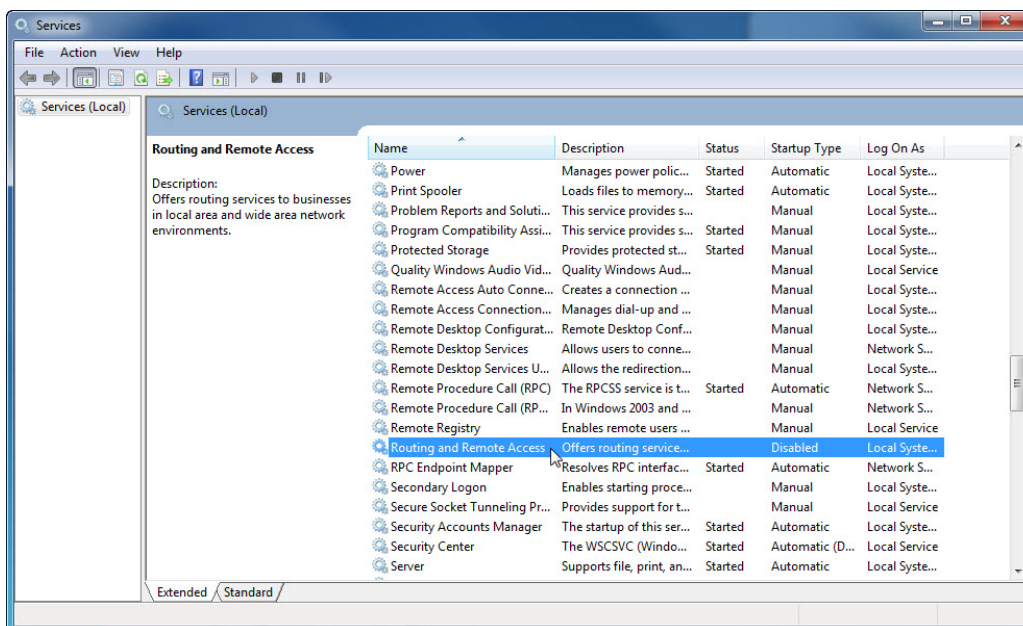 Services
File Action View Help
Services (Local)
Services (Local)
Routing and Remote Access
Description:
Offers routing services to businesses
in local area and wide area network
environments.
Name Description Status Startup Type Log On As
Power Manages power polic... Started Automatic Local Syste...
Print Spooler Loads files to memory... Started Automatic Local Syste...
Problem Reports and Soluti... This service provides s... Manual Local Syste...
Program Compatibility Assi... This service provides s... Started Manual Local Syste...
Protected Storage Provides protected st... Started Manual Local Syste...
Quality Windows Audio Vid... Quality Windows Aud... Manual Local Service
Remote Access Auto Conne... Creates a connection ... Manual Local Syste...
Remote Access Connection... Manages dial-up and ... Manual Local Syste...
Remote Desktop Configurat... Remote Desktop Conf... Manual Local Syste...
Remote Desktop Services Allows users to conne... Manual Network S...
Remote Desktop Services U... Allows the redirection... Manual Local Syste...
Remote Procedure Call (RPC) The RPCSS service is t... Started Automatic Network S...
Remote Procedure Call (RP... In Windows 2003 and ... Manual Network S...
Remote Registry Enables remote users ... Manual Local Service
Routing and Remote Access Offers routing service... Disabled Local Syste...
RPC Endpoint Mapper Resolves RPC interfac... Started Automatic Network S...
Secondary Logon Enables starting proce... Manual Local Syste...
Secure Socket Tunneling Pr... Provides support for t... Manual Local Service
Security Accounts Manager The startup of this ser... Started Automatic Local Syste...
Security Center The WSCSVC (Windo... Started Automatic (D... Local Service
Server Supports file, print, an... Started Automatic Local Syste...
Extended Standard